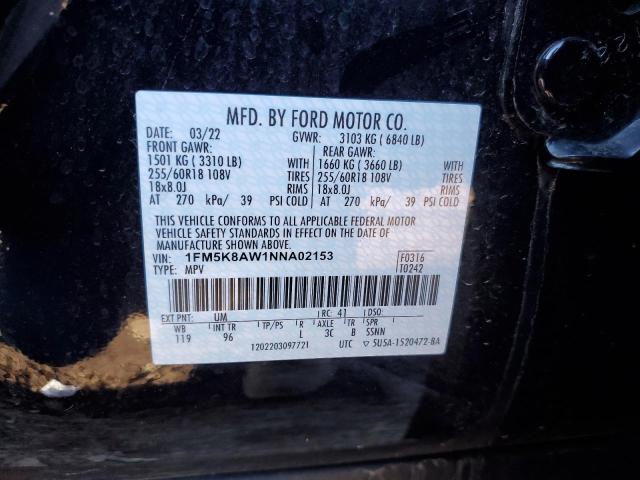 MFD. BY FORD MOTOR CO.
DATE: 03/22 GVWR: 3103 KG ( 6840 LB)
FRONT GAWR: REAR GAWR:
1501 KG ( 3310 LB) WITH 1660 KG ( 3660 LB) WITH
255/60R18 108V TIRES 255/60R18 108V TIRES
18x8.0J RIMS 18x8.0J RIMS
AT 270 kPa/ 39 PSI COLD AT 270 kPa/ 39 PSI COLD
THIS VEHICLE CONFORMS TO ALL APPLICABLE FEDERAL MOTOR
VEHICLE SAFETY STANDARDS IN EFFECT ON THE DATE OF
MANUFACTURE SHOWN ABOVE.
VIN: 1FM5K8AW1NNA02153 F0316
TYPE: MPV T0242
EXT PNT: UM RC: 41 DSO:
WB INT TR TP/PS R AXLE TR SPR
119 96 L 3C B SSNN
1202203097721 UTC 5U5A-1520472-BA